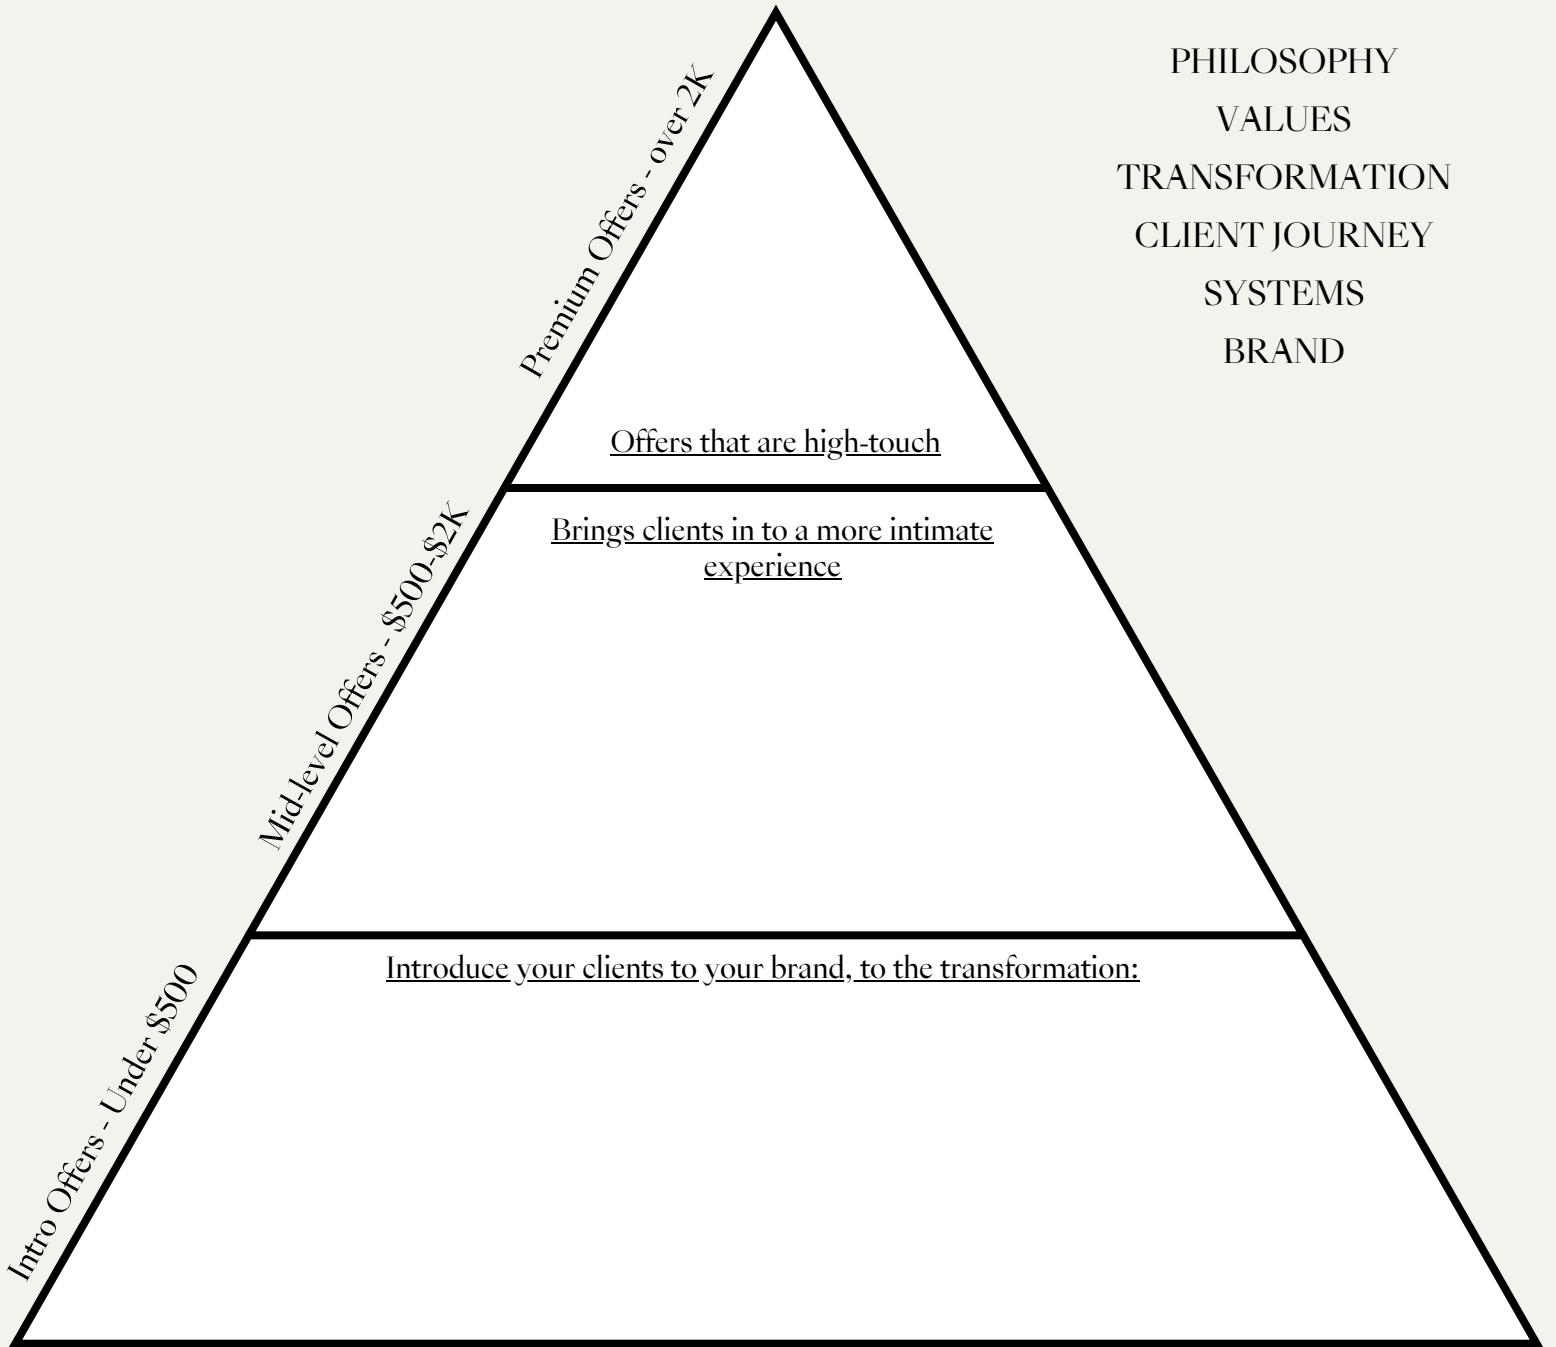 PHILOSOPHY
VALUES
TRANSFORMATION
CLIENT JOURNEY
SYSTEMS
BRAND
Premium Offers - over 2K
Offers that are high-touch
Mid-level Offers - $500-$2K
Brings clients in to a more intimate
experience
Intro Offers - Under $500
Introduce your clients to your brand, to the transformation: